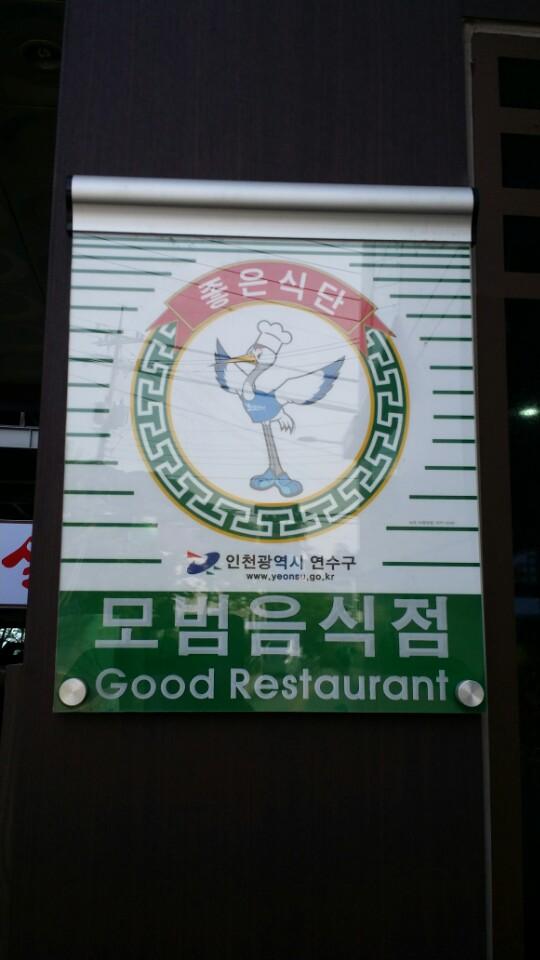 좋은식단
인천광역시 연수구
www.yeonsu.go.kr
모범음식점
Good Restaurant